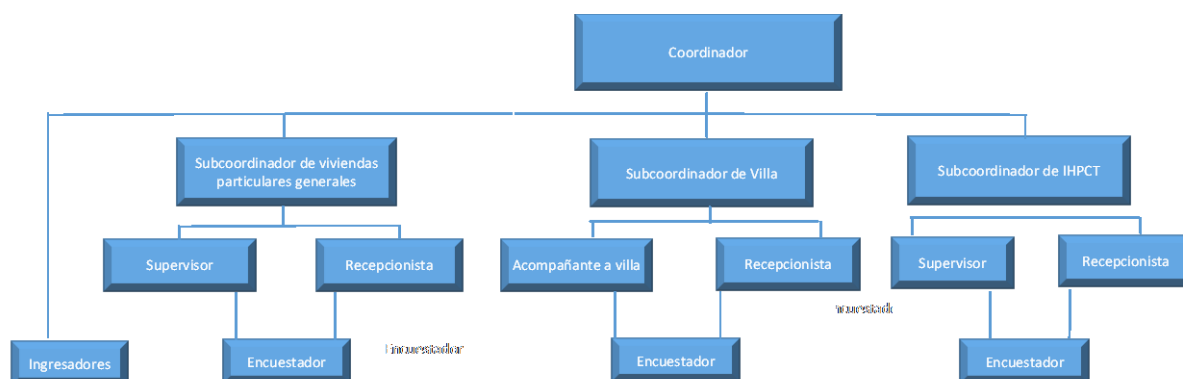 Coordinador
Subcoordinador de viviendas
particulares generales
Subcoordinador de Villa
Subcoordinador de IHPCT
Supervisor
Recepcionista
Acompañante a villa
Recepcionista
Supervisor
Recepcionista
Encuestador
Ingresadores
Encuestador
Encuestador
Encuestador